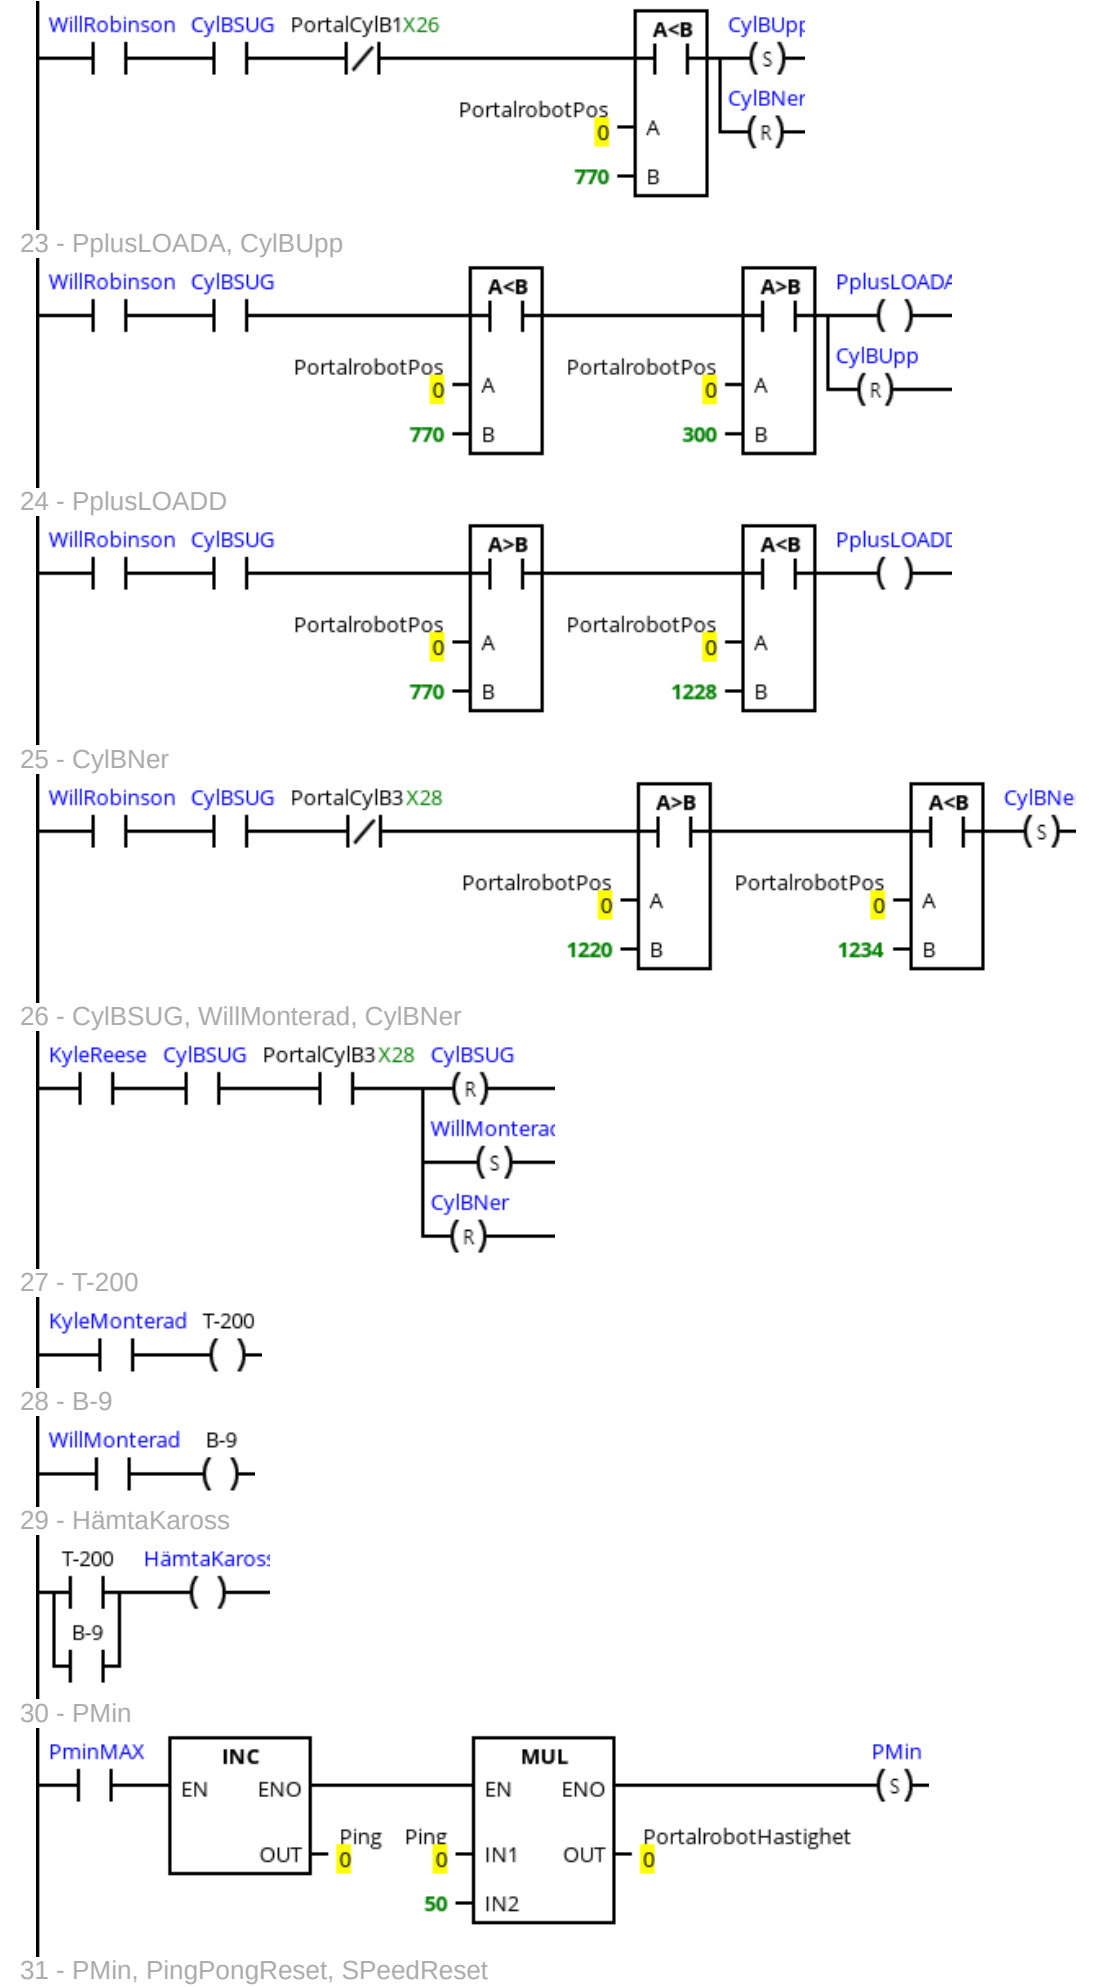 WillRobinson CylBSUG PortalCylB1X26 A<B CylBUpp
(S)
CylBNer
PortalrobotPos
0 A (R)
770 B
23 - PplusLOADA, CylBUpp
WillRobinson CylBSUG A<B A>B PplusLOADA
( )
PortalrobotPos PortalrobotPos CylBUpp
0 A 0 A (R)
770 B 300 B
24 - PplusLOADD
WillRobinson CylBSUG A>B A<B PplusLOADD
( )
PortalrobotPos PortalrobotPos
0 A 0 A
770 B 1228 B
25 - CylBNer
WillRobinson CylBSUG PortalCylB3X28 A>B A<B CylBNe
(S)
PortalrobotPos PortalrobotPos
0 A 0 A
1220 B 1234 B
26 - CylBSUG, WillMonterad, CylBNer
KyleReese CylBSUG PortalCylB3X28 CylBSUG
(R)
WillMonterad
(S)
CylBNer
(R)
27 - T-200
KyleMonterad T-200
( )
28 - B-9
WillMonterad B-9
( )
29 - HämtaKaross
T-200 HämtaKaross
( )
B-9
30 - PMin
PminMAX INC MUL PMin
EN ENO EN ENO (S)
Ping Ping PortalrobotHastighet
OUT 0 0 IN1 OUT 0
50 IN2
31 - PMin, PingPongReset, SPeedReset